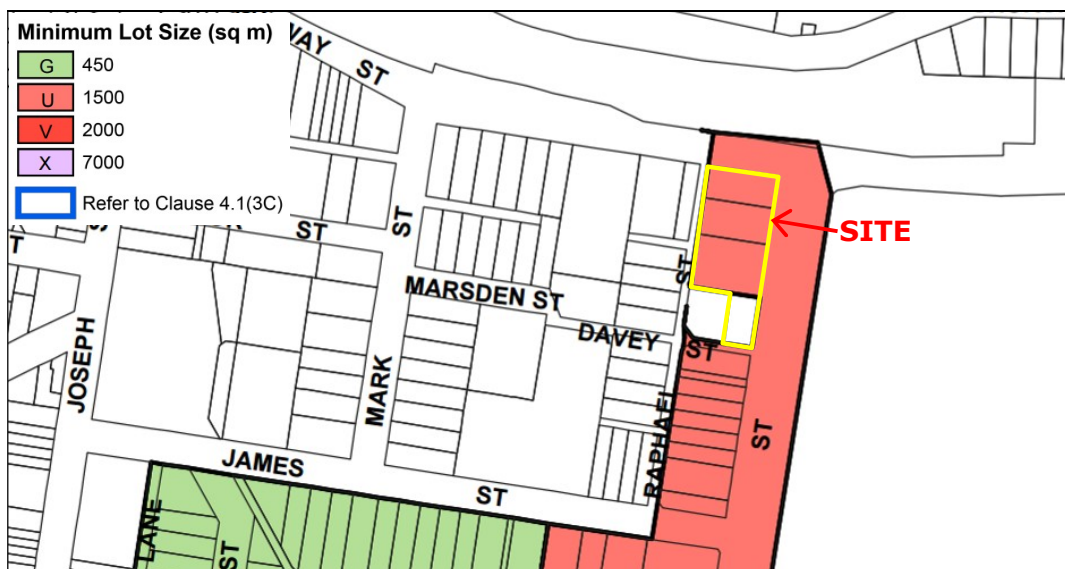 Minimum Lot Size (sq m)
G 450
U 1500
V 2000
X 7000
Refer to Clause 4.1(3C)
ST
SITE
ST
ST
ST
MARSDEN ST
DAVEY ST
JOSEPH
MARK
RAPHAEL
ST
JAMES ST
LANE
ST